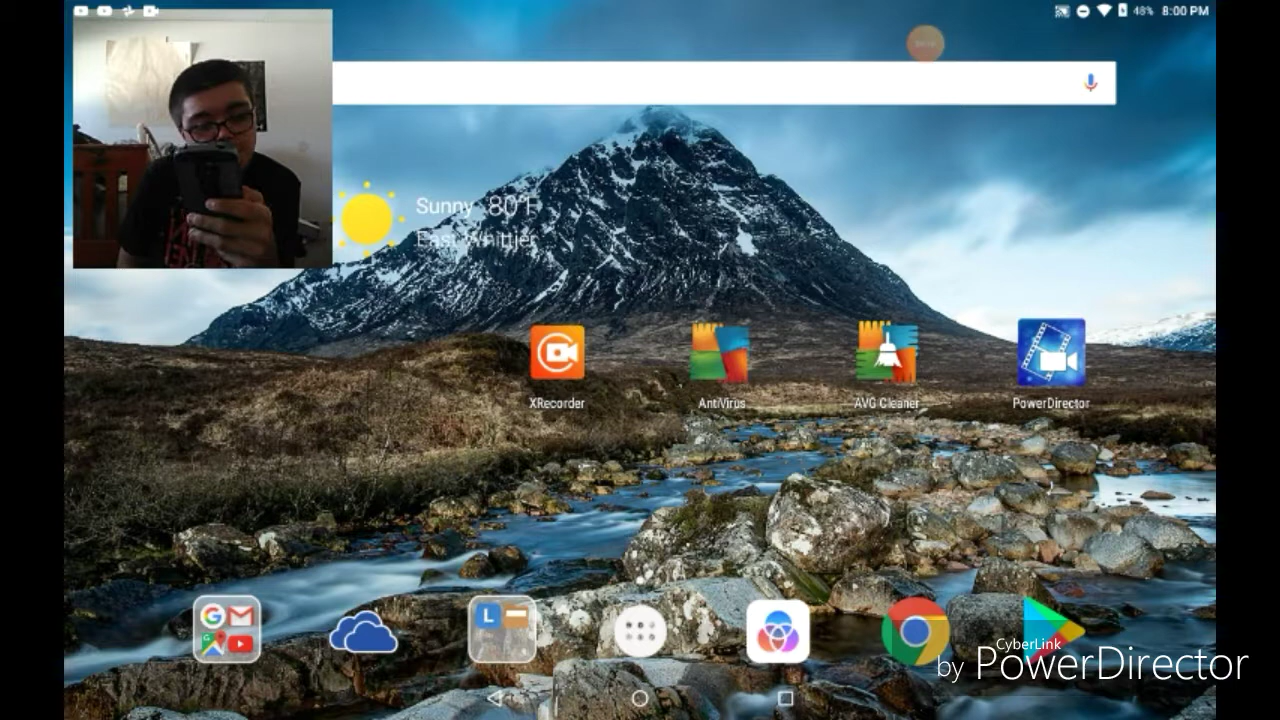 48% 8:00 PM
Sunny 80°F
East Whittier
XRecorder
AntiVirus
AVG Cleaner
PowerDirector
L
CyberLink
by PowerDirector